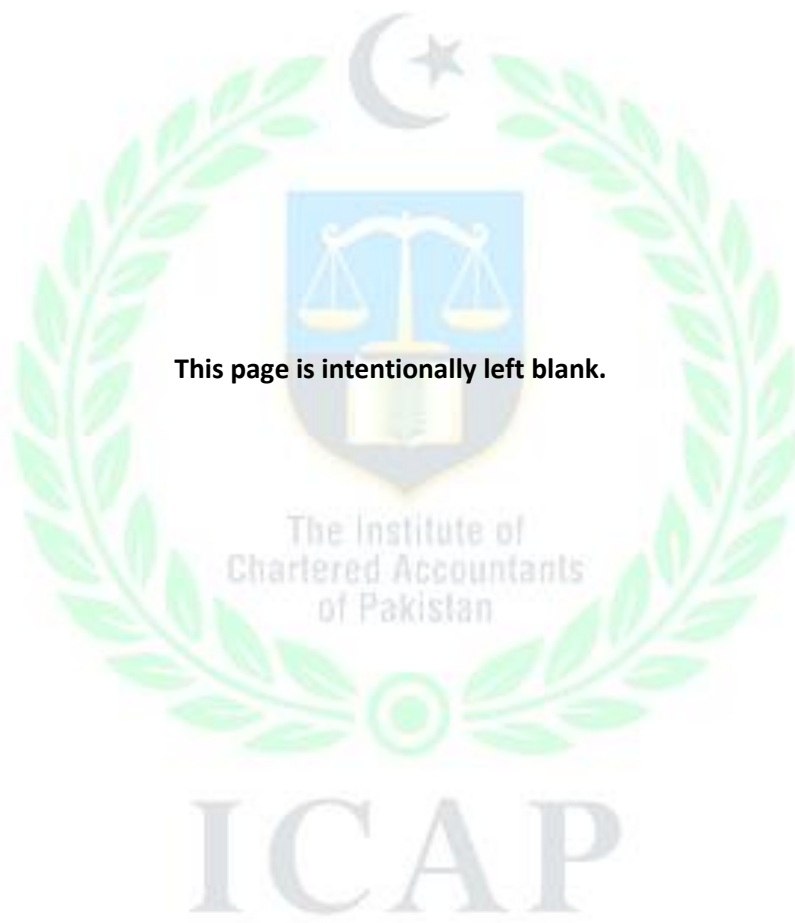 This page is intentionally left blank.
The Institute of
Chartered Accountants
of Pakistan
ICAP